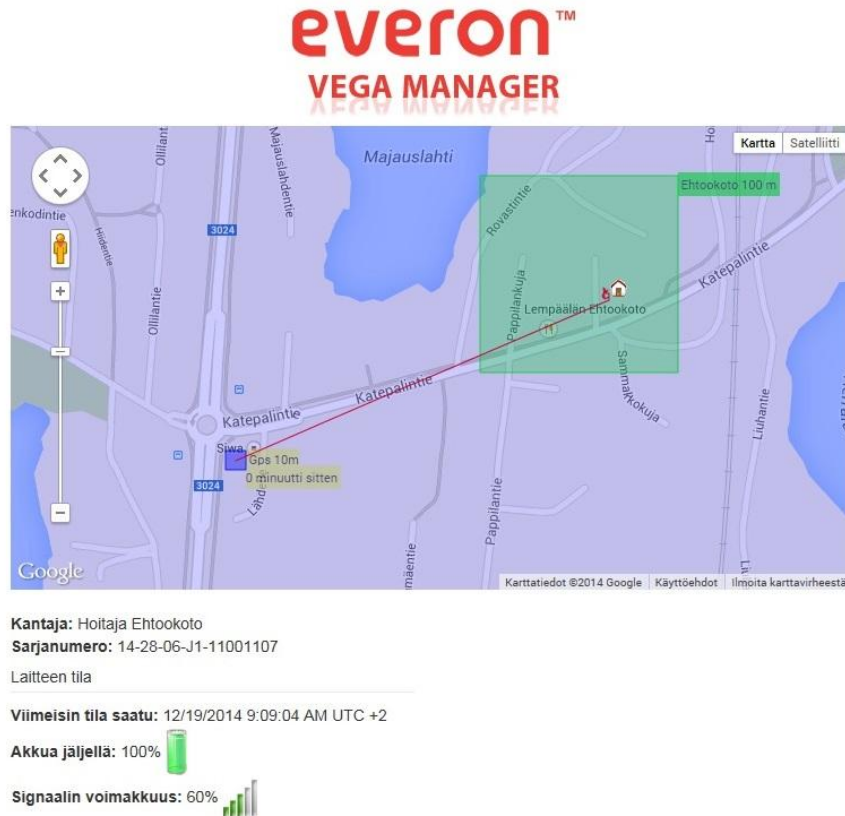 everon™
VEGA MANAGER
Kartta Satelliitti
Majauslahti
Majauslahdentie
Ollilant
Ehtookoto 100 m
enkodintie
Hiidentie
3024
Rovastintie
Ollilantie
Pappilankuja
Katepalintie
Lempäälän Ehtookoto
Katepalintie
Sammakkokuja
Liuhantie
Katepalintie
Siwa
Gps 10m
0 minuutti sitten
3024
Pappilantie
mäentie
Google
Karttatiedot ©2014 Google Käyttöehdot Ilmoita karttavirheestä
Kantaja: Hoitaja Ehtookoto
Sarjanumero: 14-28-06-J1-11001107
Laitteen tila
Viimeisin tila saatu: 12/19/2014 9:09:04 AM UTC +2
Akkua jäljellä: 100%
Signaalin voimakkuus: 60%